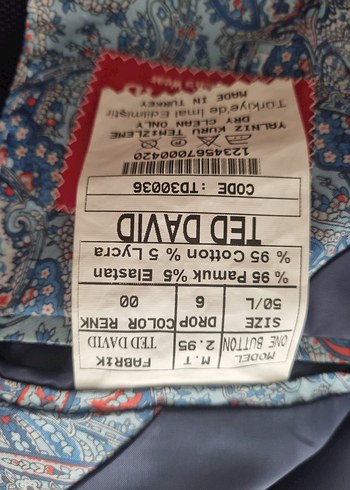 MODEL M.T FABRIK
ONE BUTTON 2.95 TED DAVID
SIZE DROP COLOR RENK
50/L 6 00
% 95 Pamuk %5 Elastan
% 95 Cotton % 5 Lycra
TED DAVID
CODE : TD30036
1234567000420
YALNIZ KURU TEMİZLEME
DRY CLEAN ONLY
Türkiye'de İmal Edilmiştir
MADE IN TURKEY